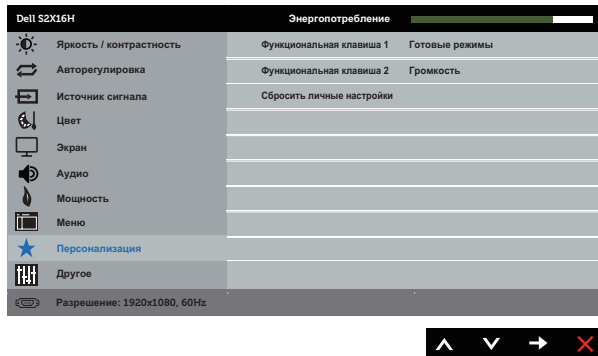 Dell S2X16H Энергопотребление
Яркость / контрастность Функциональная клавиша 1 Готовые режимы
Авторегулировка Функциональная клавиша 2 Громкость
Источник сигнала Сбросить личные настройки
Цвет
Экран
Аудио
Мощность
Меню
Персонализация
Другое
Разрешение: 1920x1080, 60Hz